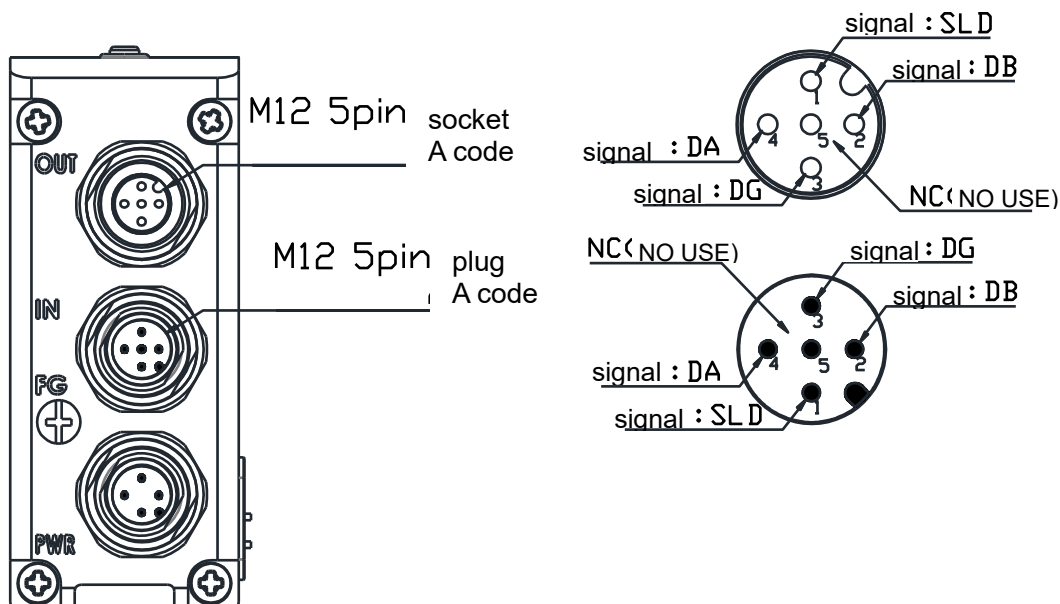 OUT
IN
FG
PWR
M12 5pin socket
A code
M12 5pin plug
A code
signal : SLD
signal : DB
signal : DA
signal : DG
NC( NO USE)
1
4
5
2
3
NC( NO USE)
signal : DG
signal : DB
signal : DA
signal : SLD
3
4
5
2
1